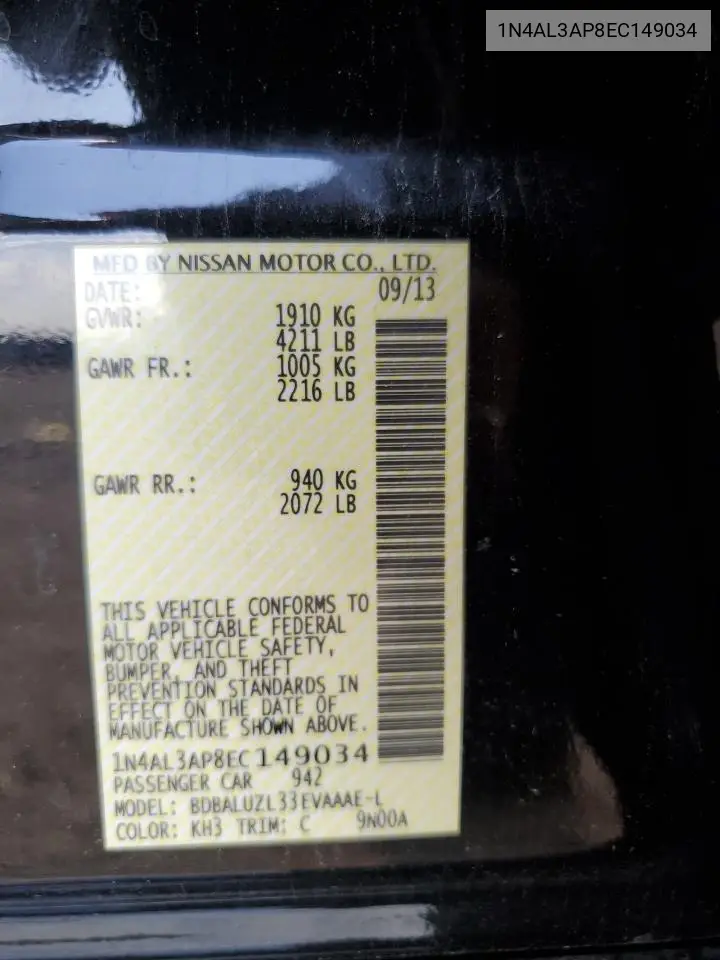 1N4AL3AP8EC149034
MFD BY NISSAN MOTOR CO., LTD.
DATE: 09/13
GVWR: 1910 KG
4211 LB
GAWR FR.: 1005 KG
2216 LB
GAWR RR.: 940 KG
2072 LB
THIS VEHICLE CONFORMS TO
ALL APPLICABLE FEDERAL
MOTOR VEHICLE SAFETY,
BUMPER, AND THEFT
PREVENTION STANDARDS IN
EFFECT ON THE DATE OF
MANUFACTURE SHOWN ABOVE.
1N4AL3AP8EC149034
PASSENGER CAR 942
MODEL: BDBALUZL33EVAAAE-L
COLOR: KH3 TRIM: C 9N00A